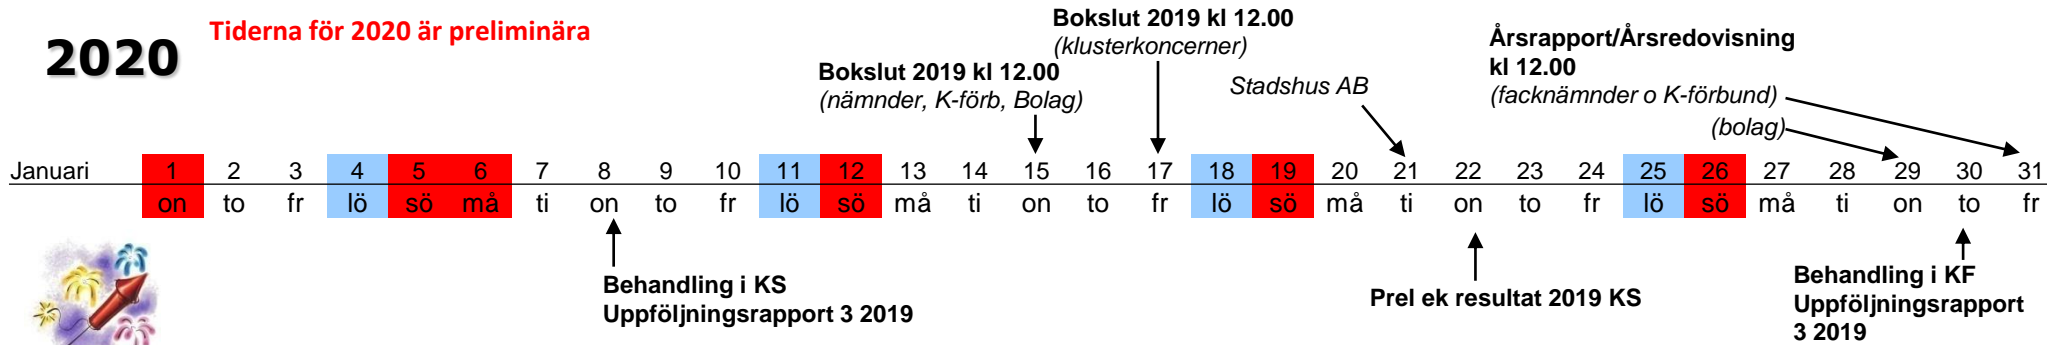 2020
Tiderna för 2020 är preliminära
Bokslut 2019 kl 12.00
(nämnder, K-förb, Bolag)
Bokslut 2019 kl 12.00
(klusterkoncerner)
Stadshus AB
Årsrapport/Årsredovisning
kl 12.00
(facknämnder o K-förbund)
(bolag)
Januari 1 2 3 4 5 6 7 8 9 10 11 12 13 14 15 16 17 18 19 20 21 22 23 24 25 26 27 28 29 30 31
on to fr lö sö må ti on to fr lö sö må ti on to fr lö sö må ti on to fr lö sö må ti on to fr
Behandling i KS
Uppföljningsrapport 3 2019
Prel ek resultat 2019 KS
Behandling i KF
Uppföljningsrapport
3 2019